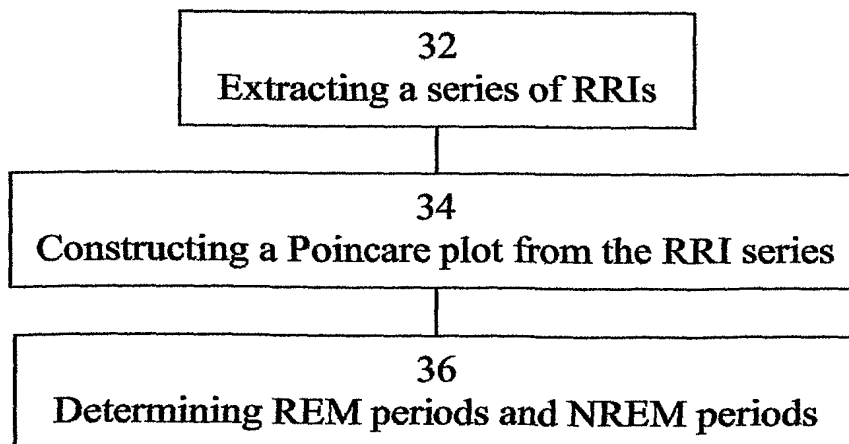 32
Extracting a series of RRIs
34
Constructing a Poincare plot from the RRI series
36
Determining REM periods and NREM periods